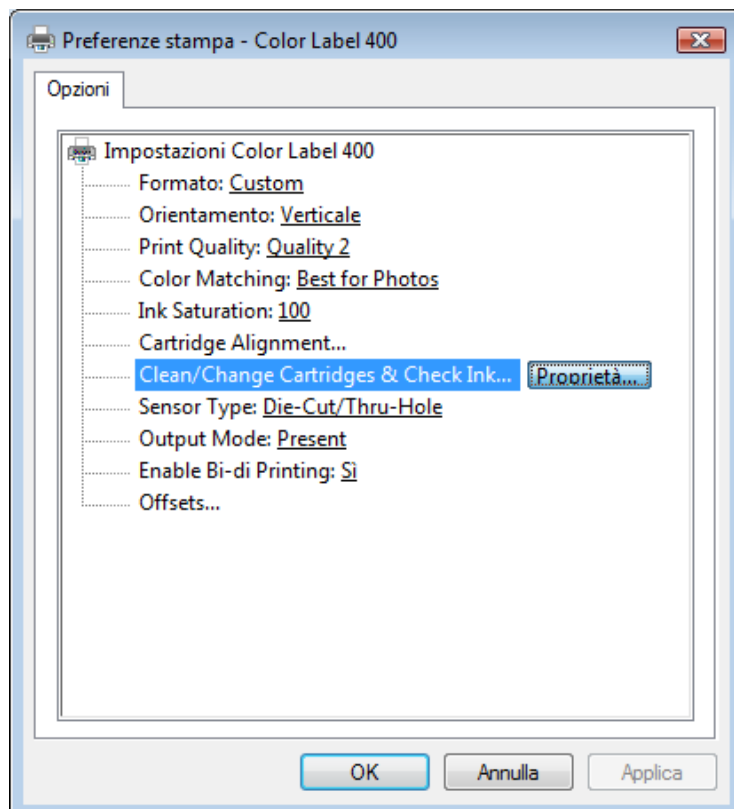 Preferenze stampa - Color Label 400
Opzioni
Impostazioni Color Label 400
Formato: Custom
Orientamento: Verticale
Print Quality: Quality 2
Color Matching: Best for Photos
Ink Saturation: 100
Cartridge Alignment...
Clean/Change Cartridges & Check Ink... Proprietà...
Sensor Type: Die-Cut/Thru-Hole
Output Mode: Present
Enable Bi-di Printing: Sì
Offsets...
OK Annulla Applica